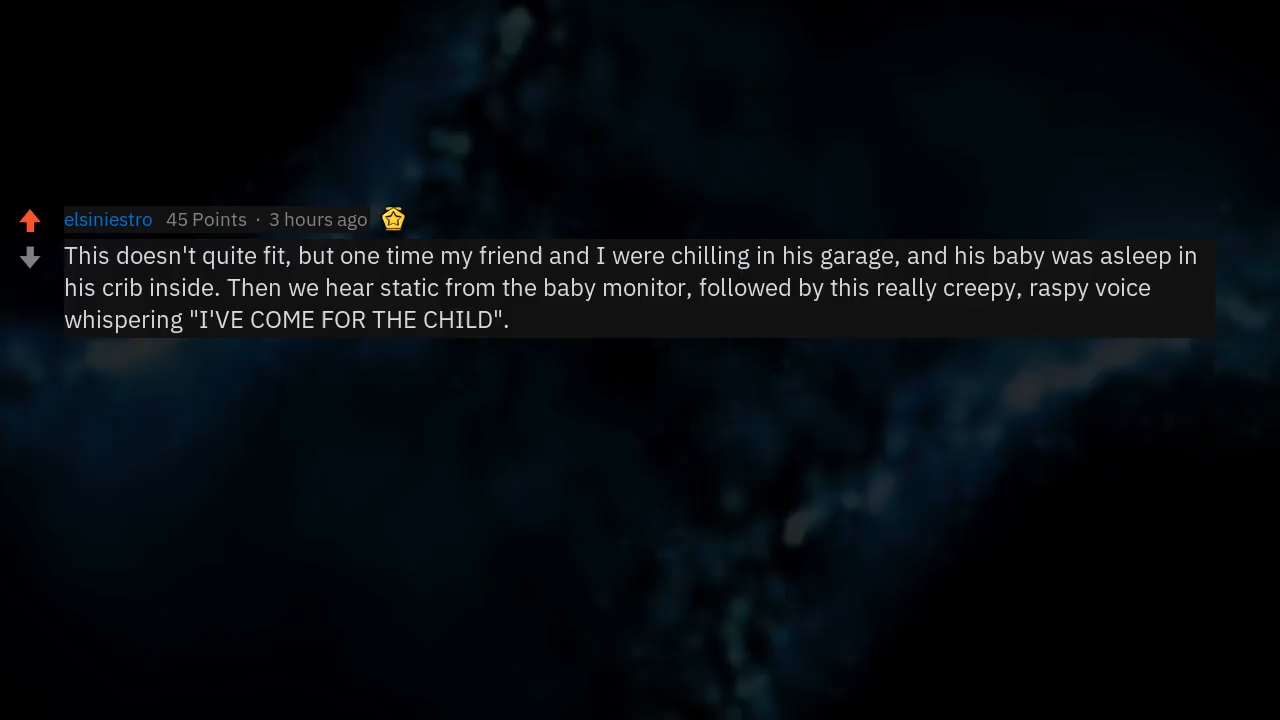 elsiniestro 45 Points · 3 hours ago
This doesn't quite fit, but one time my friend and I were chilling in his garage, and his baby was asleep in
his crib inside. Then we hear static from the baby monitor, followed by this really creepy, raspy voice
whispering "I'VE COME FOR THE CHILD".